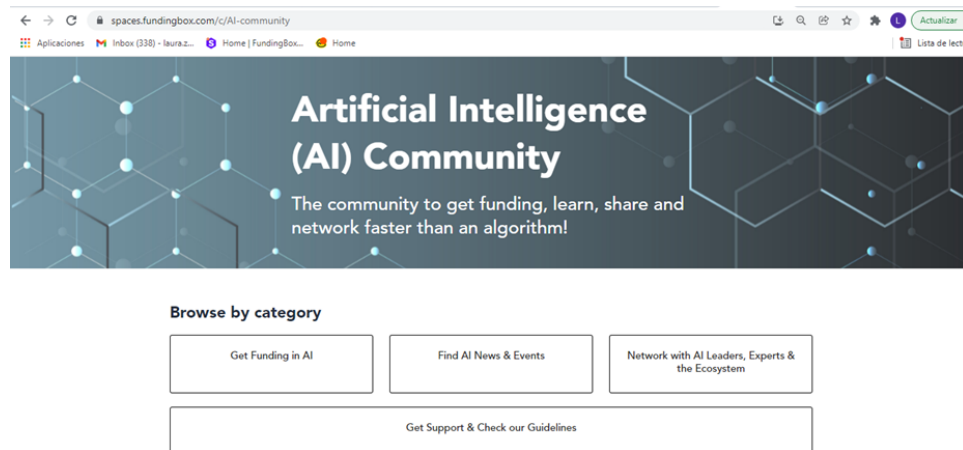 spaces.fundingbox.com/c/AI-community
L
Actualizar
Aplicaciones Inbox (338) - laura.z... Home | FundingBox... Home Lista de lect
Artificial Intelligence
(AI) Community
The community to get funding, learn, share and
network faster than an algorithm!
Browse by category
Get Funding in AI
Find AI News & Events
Network with AI Leaders, Experts &
the Ecosystem
Get Support & Check our Guidelines